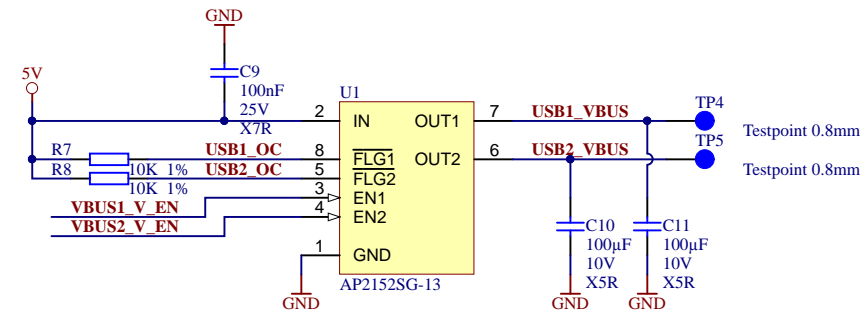 GND
5V
C9
100nF
25V
X7R
U1
2
IN
OUT1
7
USB1_VBUS
TP4
Testpoint 0.8mm
R7
10K 1%
USB1_OC
8
FLG1
OUT2
6
USB2_VBUS
TP5
Testpoint 0.8mm
R8
10K 1%
USB2_OC
5
FLG2
VBUS1_V_EN
3
EN1
VBUS2_V_EN
4
EN2
1
GND
GND
AP2152SG-13
C10
100µF
10V
X5R
GND
C11
100µF
10V
X5R
GND